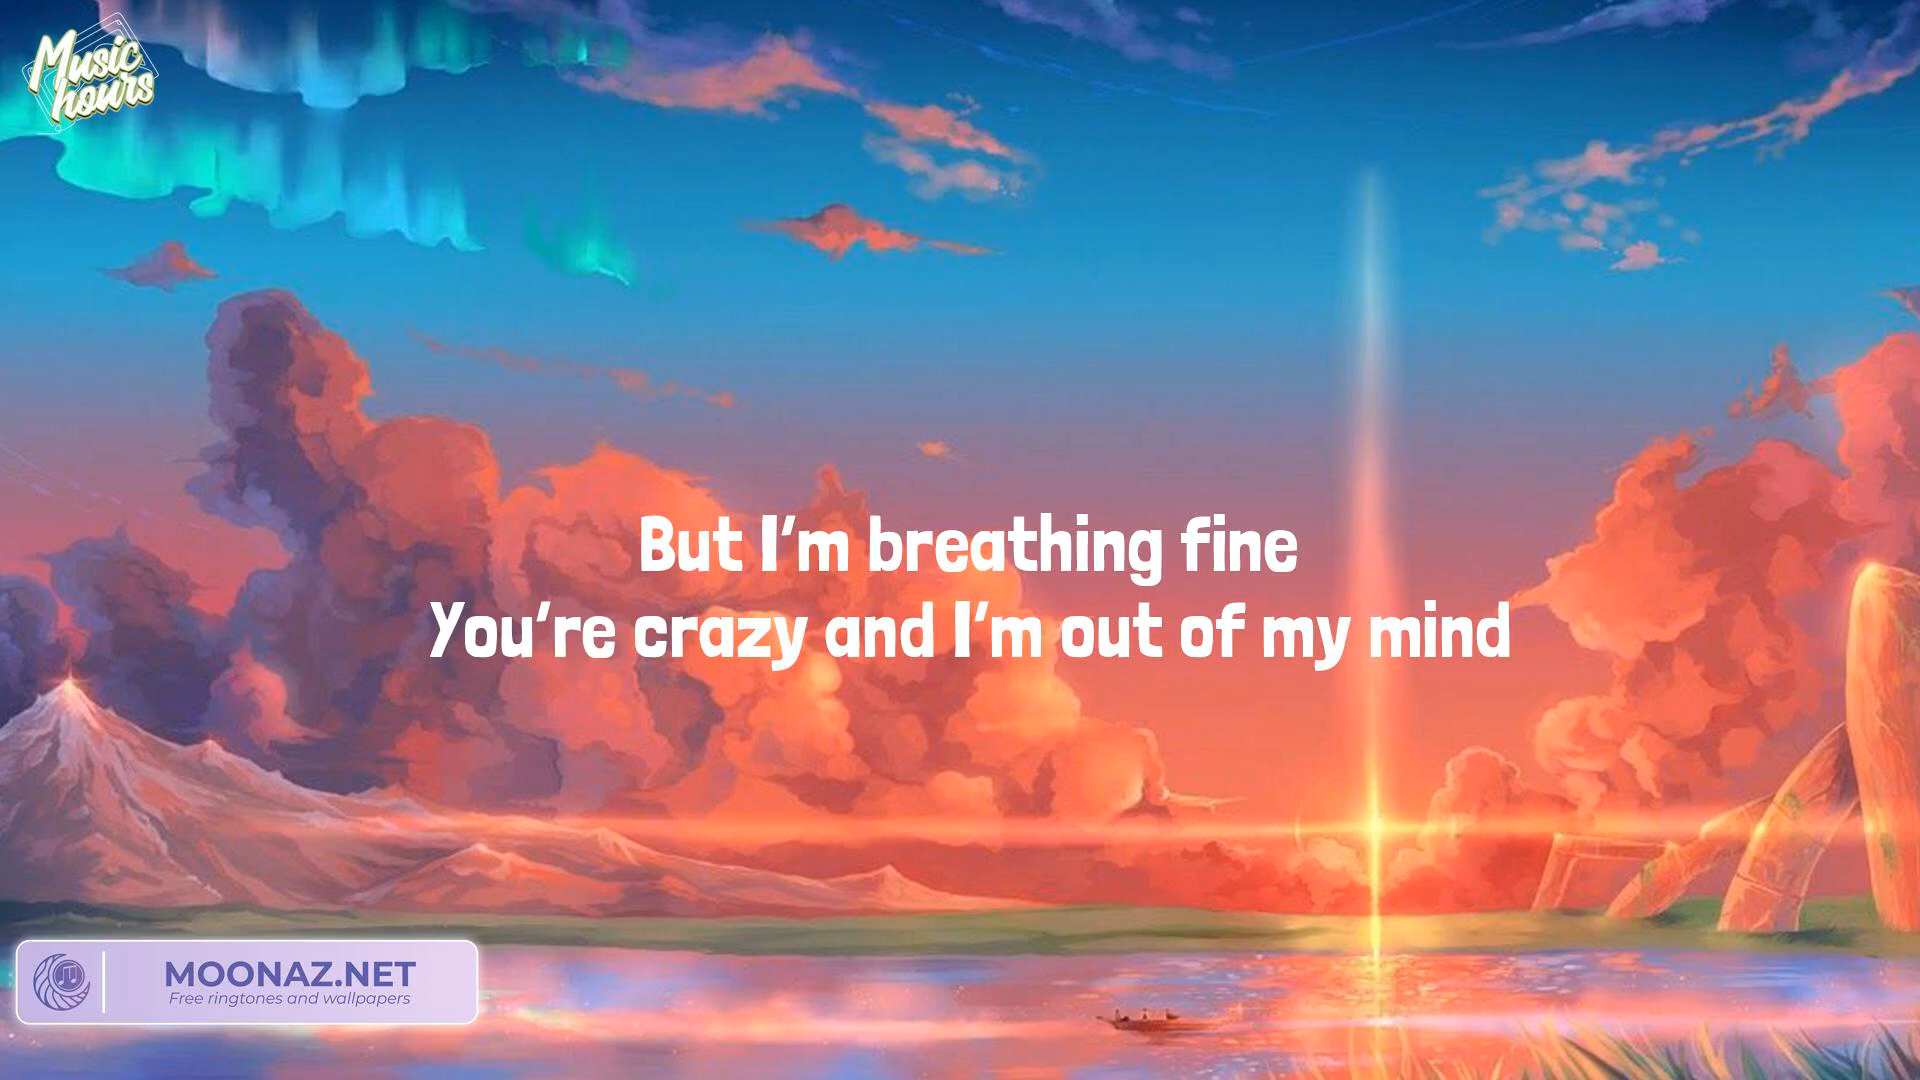 Music
hours
But I'm breathing fine
You're crazy and I'm out of my mind
MOONAZ.NET
Free ringtones and wallpapers